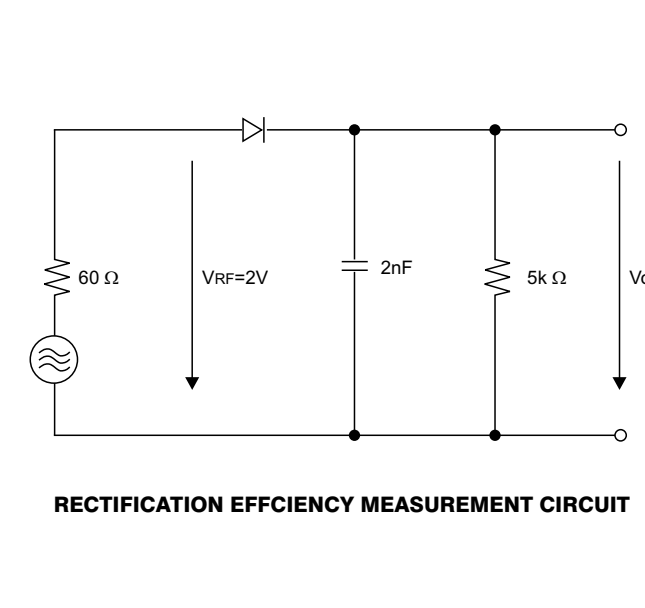 60 Ω
VRF=2V
2nF
5k Ω
RECTIFICATION EFFCIENCY MEASUREMENT CIRCUIT